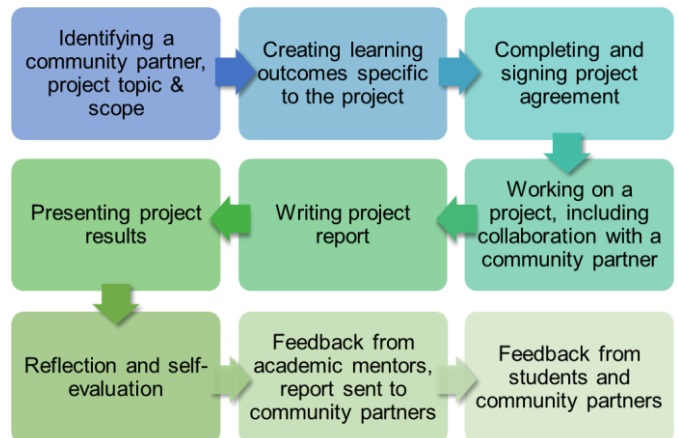 Identifying a
community partner,
project topic &
scope
Creating learning
outcomes specific
to the project
Completing and
signing project
agreement
Working on a
project, including
collaboration with a
community partner
Writing project
report
Presenting project
results
Reflection and self-
evaluation
Feedback from
academic mentors,
report sent to
community partners
Feedback from
students and
community partners